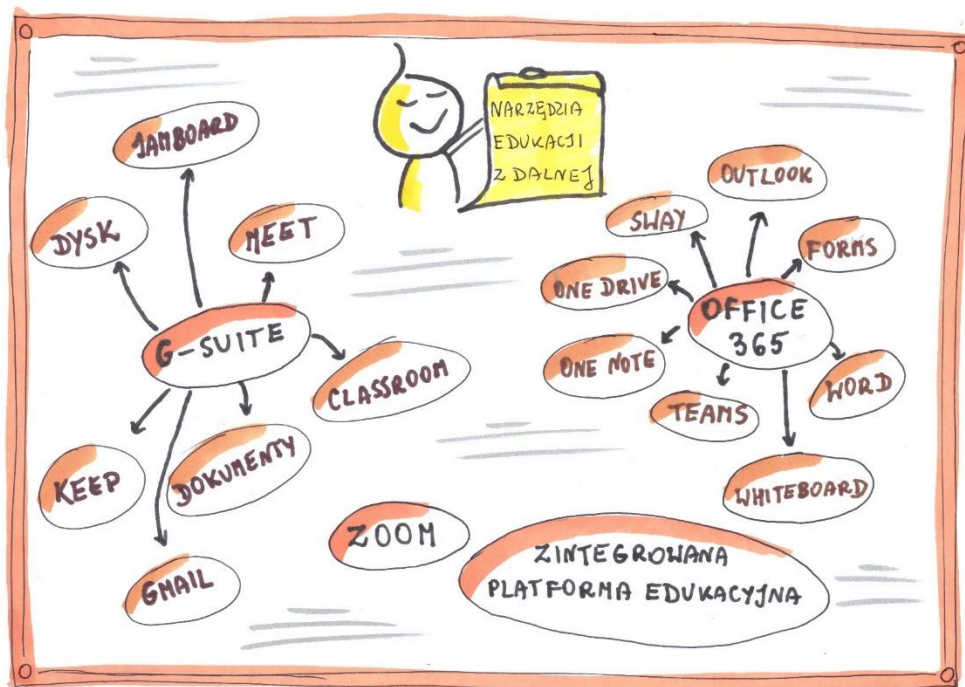 NARZĘDZIA
EDUKACJI
ZDALNEJ
JAMBOARD
DYSK
MEET
G-SUITE
CLASSROOM
KEEP
DOKUMENTY
GMAIL
OUTLOOK
SWAY
FORMS
ONE DRIVE
OFFICE
365
ONE NOTE
WORD
TEAMS
WHITEBOARD
ZOOM
ZINTEGROWANA
PLATFORMA EDUKACYJNA